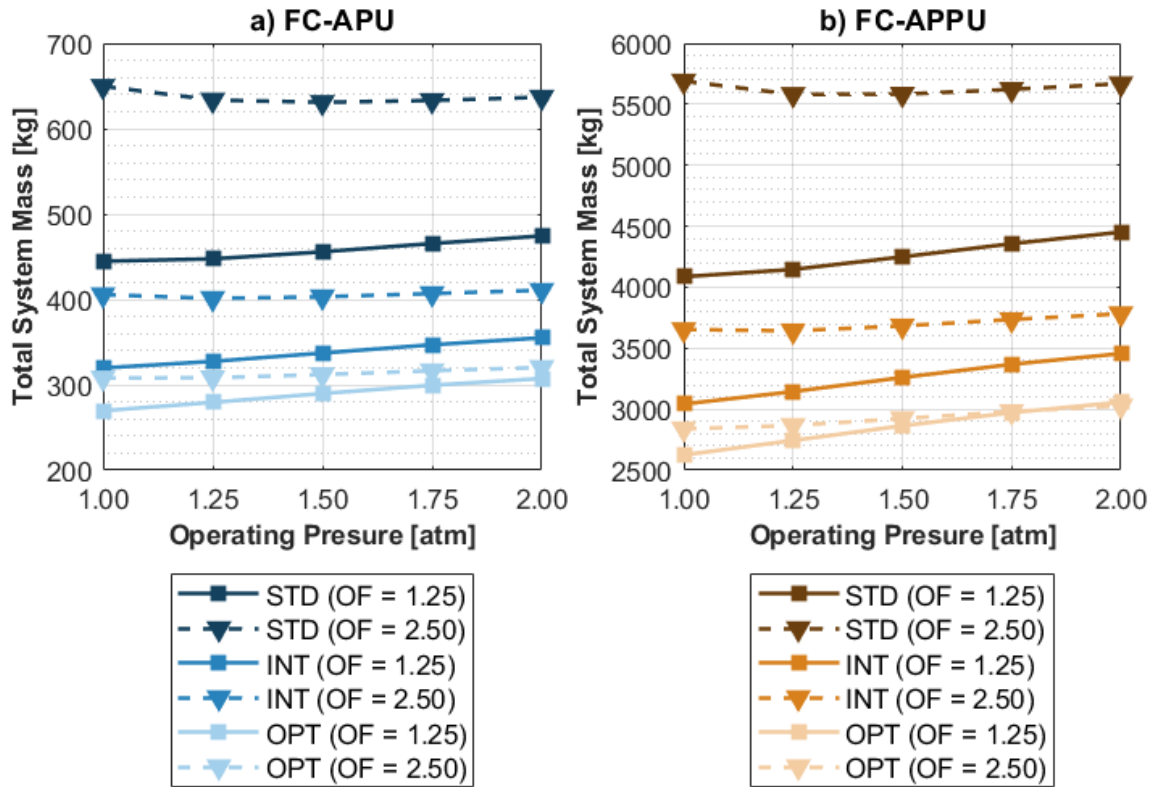 a) FC-APU
700
600
500
400
300
200
Total System Mass [kg]
1.00 1.25 1.50 1.75 2.00
Operating Presure [atm]
STD (OF = 1.25)
STD (OF = 2.50)
INT (OF = 1.25)
INT (OF = 2.50)
OPT (OF = 1.25)
OPT (OF = 2.50)
b) FC-APPU
6000
5500
5000
4500
4000
3500
3000
2500
Total System Mass [kg]
1.00 1.25 1.50 1.75 2.00
Operating Presure [atm]
STD (OF = 1.25)
STD (OF = 2.50)
INT (OF = 1.25)
INT (OF = 2.50)
OPT (OF = 1.25)
OPT (OF = 2.50)